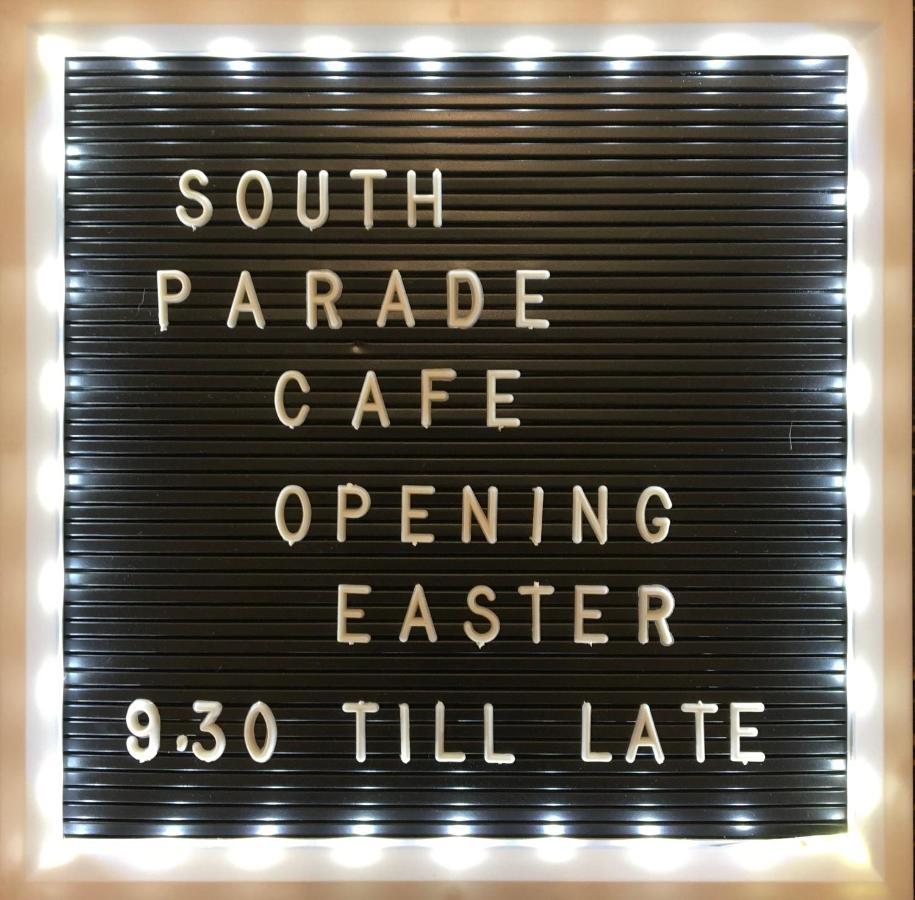 SOUTH
PARADE
CAFE
OPENING
EASTER
9.30 TILL LATE